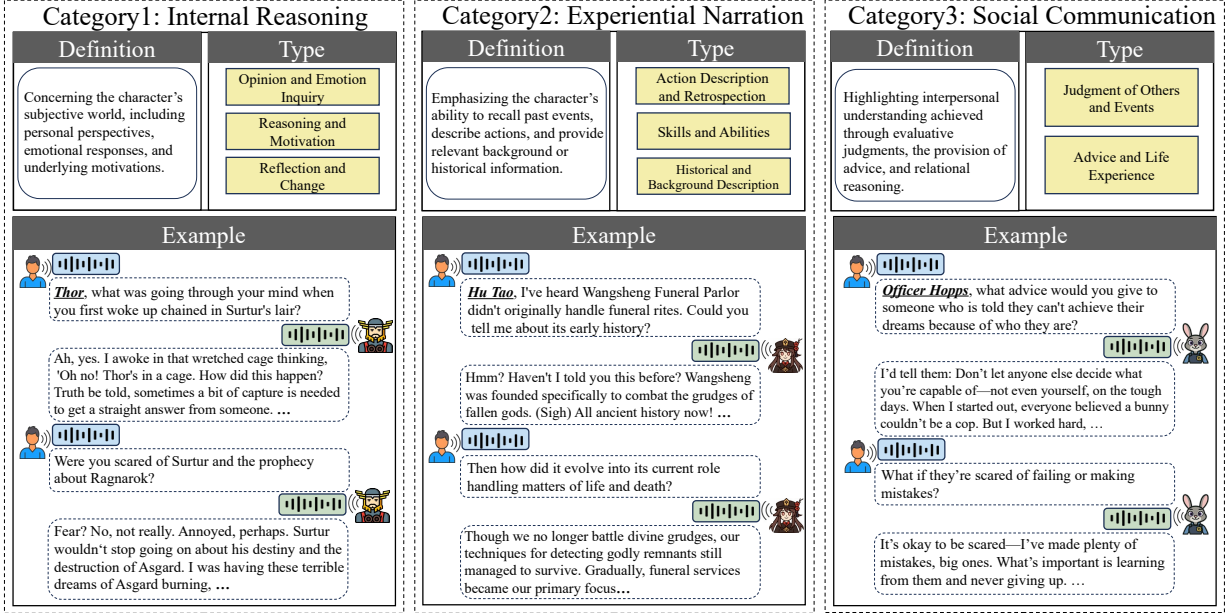 Category1: Internal Reasoning
Definition
Type
Concerning the character's
subjective world, including
personal perspectives,
emotional responses, and
underlying motivations.
Opinion and Emotion
Inquiry
Reasoning and
Motivation
Reflection and
Change
Example
Thor, what was going through your mind when
you first woke up chained in Surtur's lair?
Ah, yes. I awoke in that wretched cage thinking,
'Oh no! Thor's in a cage. How did this happen?
Truth be told, sometimes a bit of capture is needed
to get a straight answer from someone. ...
Were you scared of Surtur and the prophecy
about Ragnarok?
Fear? No, not really. Annoyed, perhaps. Surtur
wouldn't stop going on about his destiny and the
destruction of Asgard. I was having these terrible
dreams of Asgard burning, ...
Category2: Experiential Narration
Definition
Type
Emphasizing the character's
ability to recall past events,
describe actions, and provide
relevant background or
historical information.
Action Description
and Retrospection
Skills and Abilities
Historical and
Background Description
Example
Hu Tao, I've heard Wangsheng Funeral Parlor
didn't originally handle funeral rites. Could you
tell me about its early history?
Hmm? Haven't I told you this before? Wangsheng
was founded specifically to combat the grudges of
fallen gods. (Sigh) All ancient history now! ...
Then how did it evolve into its current role
handling matters of life and death?
Though we no longer battle divine grudges, our
techniques for detecting godly remnants still
managed to survive. Gradually, funeral services
became our primary focus...
Category3: Social Communication
Definition
Type
Highlighting interpersonal
understanding achieved
through evaluative
judgments, the provision of
advice, and relational
reasoning.
Judgment of Others
and Events
Advice and Life
Experience
Example
Officer Hopps, what advice would you give to
someone who is told they can't achieve their
dreams because of who they are?
I'd tell them: Don't let anyone else decide what
you're capable of—not even yourself, on the tough
days. When I started out, everyone believed a bunny
couldn't be a cop. But I worked hard, …
What if they're scared of failing or making
mistakes?
It's okay to be scared—I've made plenty of
mistakes, big ones. What's important is learning
from them and never giving up. …